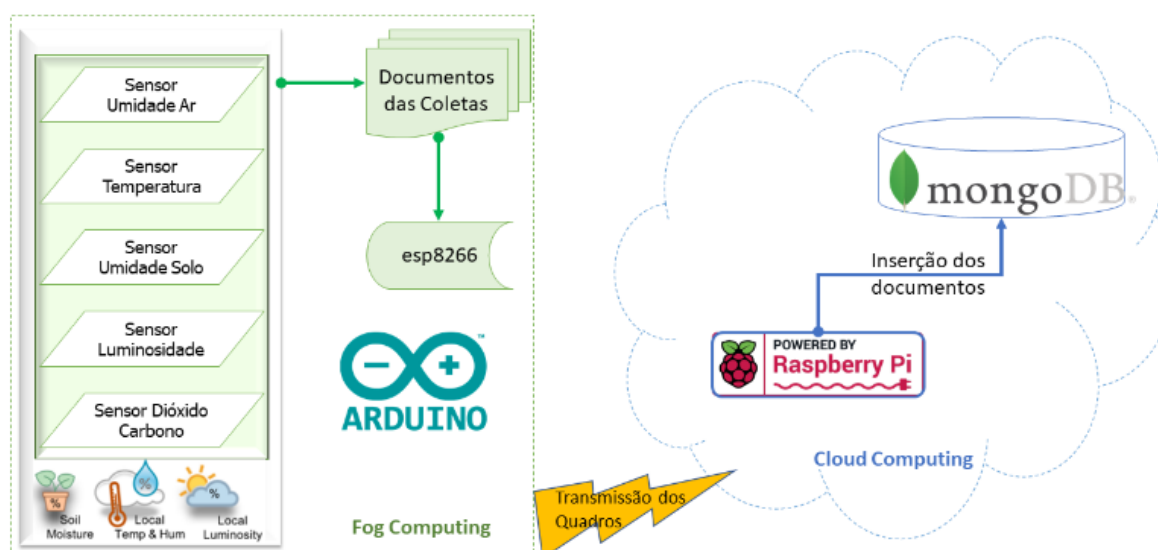 Sensor
Umidade Ar
Sensor
Temperatura
Sensor
Umidade Solo
Sensor
Luminosidade
Sensor Dióxido
Carbono
%
Soil
Moisture
%
Local
Temp & Hum
%
Local
Luminosity
Documentos
das Coletas
esp8266
ARDUINO
TM
Fog Computing
Transmissão dos
Quadros
mongoDB®
Inserção dos
documentos
POWERED BY
Raspberry Pi
Cloud Computing